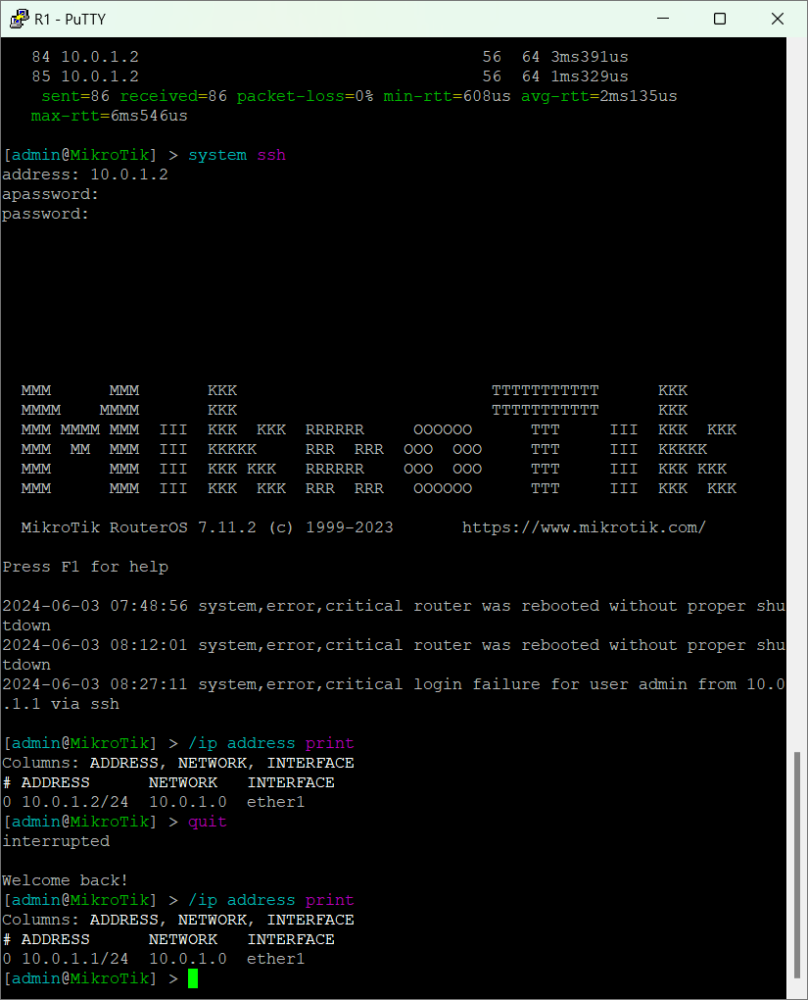 R1 - PuTTY
84 10.0.1.2                                   56  64 3ms391us
85 10.0.1.2                                   56  64 1ms329us
sent=86 received=86 packet-loss=0% min-rtt=608us avg-rtt=2ms135us
max-rtt=6ms546us
[admin@MikroTik] > system ssh
address: 10.0.1.2
apassword:
password:
MMM      MMM       KKK                          TTTTTTTTTTT      KKK
MMMM    MMMM       KKK                          TTTTTTTTTTT      KKK
MMM MMMM MMM  III  KKK  KKK  RRRRRR     OOOOOO      TTT     III  KKK  KKK
MMM  MM  MMM  III  KKKKK     RRR  RRR  OOO  OOO     TTT     III  KKKKK
MMM      MMM  III  KKK KKK   RRRRRR    OOO  OOO     TTT     III  KKK KKK
MMM      MMM  III  KKK  KKK  RRR  RRR   OOOOOO      TTT     III  KKK  KKK
MikroTik RouterOS 7.11.2 (c) 1999-2023       https://www.mikrotik.com/
Press F1 for help
2024-06-03 07:48:56 system,error,critical router was rebooted without proper shu
tdown
2024-06-03 08:12:01 system,error,critical router was rebooted without proper shu
tdown
2024-06-03 08:27:11 system,error,critical login failure for user admin from 10.0
.1.1 via ssh
[admin@MikroTik] > /ip address print
Columns: ADDRESS, NETWORK, INTERFACE
# ADDRESS      NETWORK   INTERFACE
0 10.0.1.2/24  10.0.1.0  ether1
[admin@MikroTik] > quit
interrupted
Welcome back!
[admin@MikroTik] > /ip address print
Columns: ADDRESS, NETWORK, INTERFACE
# ADDRESS      NETWORK   INTERFACE
0 10.0.1.1/24  10.0.1.0  ether1
[admin@MikroTik] >